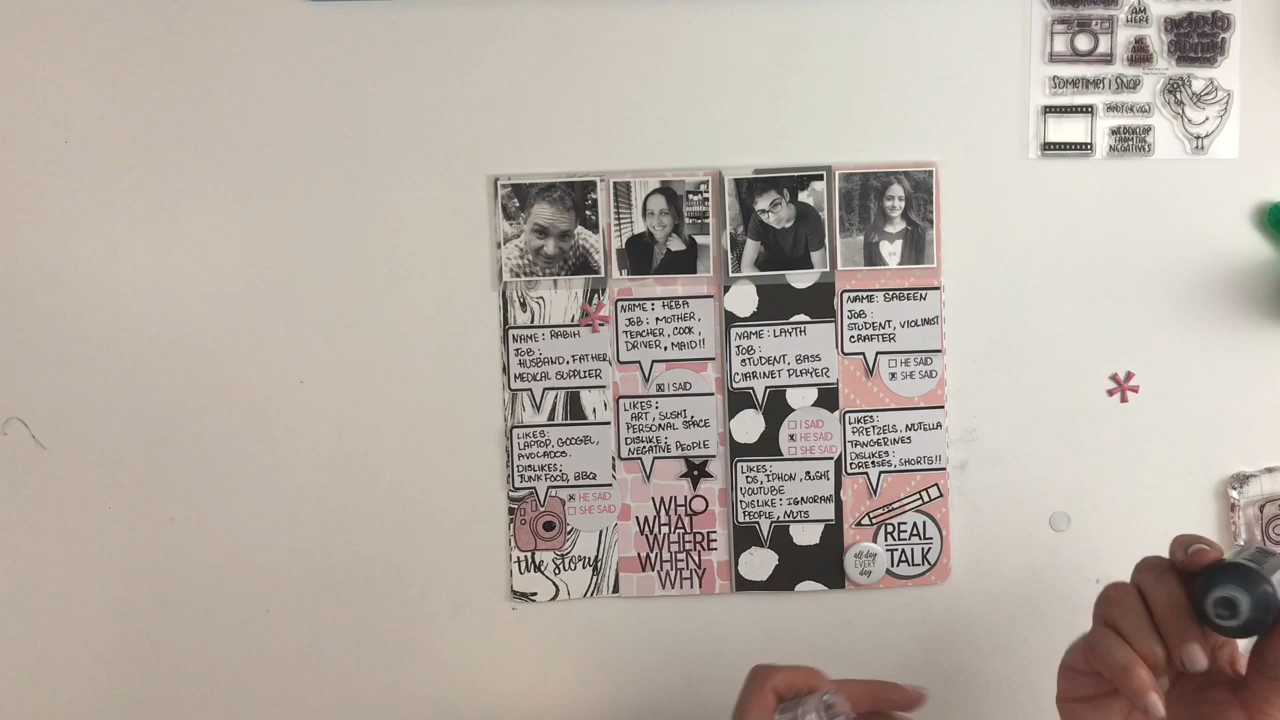 I AM
HERE
WE
ARE
SOMETIMES I SNAP
WE DEVELOP
FROM THE
NEGATIVES
NAME: RABIH
JOB:
HUSBAND, FATHER
MEDICAL SUPPLIER
LIKES:
LAPTOP, GOOGEL,
AVOCADOS.
DISLIKES:
JUNK FOOD, BBQ
☒ HE SAID
☐ SHE SAID
the story
NAME: HEBA
JOB: MOTHER,
TEACHER, COOK,
DRIVER, MAID!!
☒ I SAID
LIKES:
ART, SUSHI,
PERSONAL SPACE
DISLIKE:
NEGATIVE PEOPLE
WHO
WHAT
WHERE
WHEN
WHY
NAME: LAYTH
JOB:
STUDENT, BASS
CLARINET PLAYER
☐ I SAID
☒ HE SAID
☐ SHE SAID
LIKES:
DS, IPHON, SUSHI
YOUTUBE
DISLIKE: IGNORANT
PEOPLE, NUTS
NAME: SABEEN
JOB:
STUDENT, VIOLINIST
CRAFTER
☐ HE SAID
☒ SHE SAID
LIKES:
PRETZELS, NUTELLA
TANGERINES
DISLIKES:
DRESSES, SHORTS!!
REAL
TALK
all day
EVERY
day